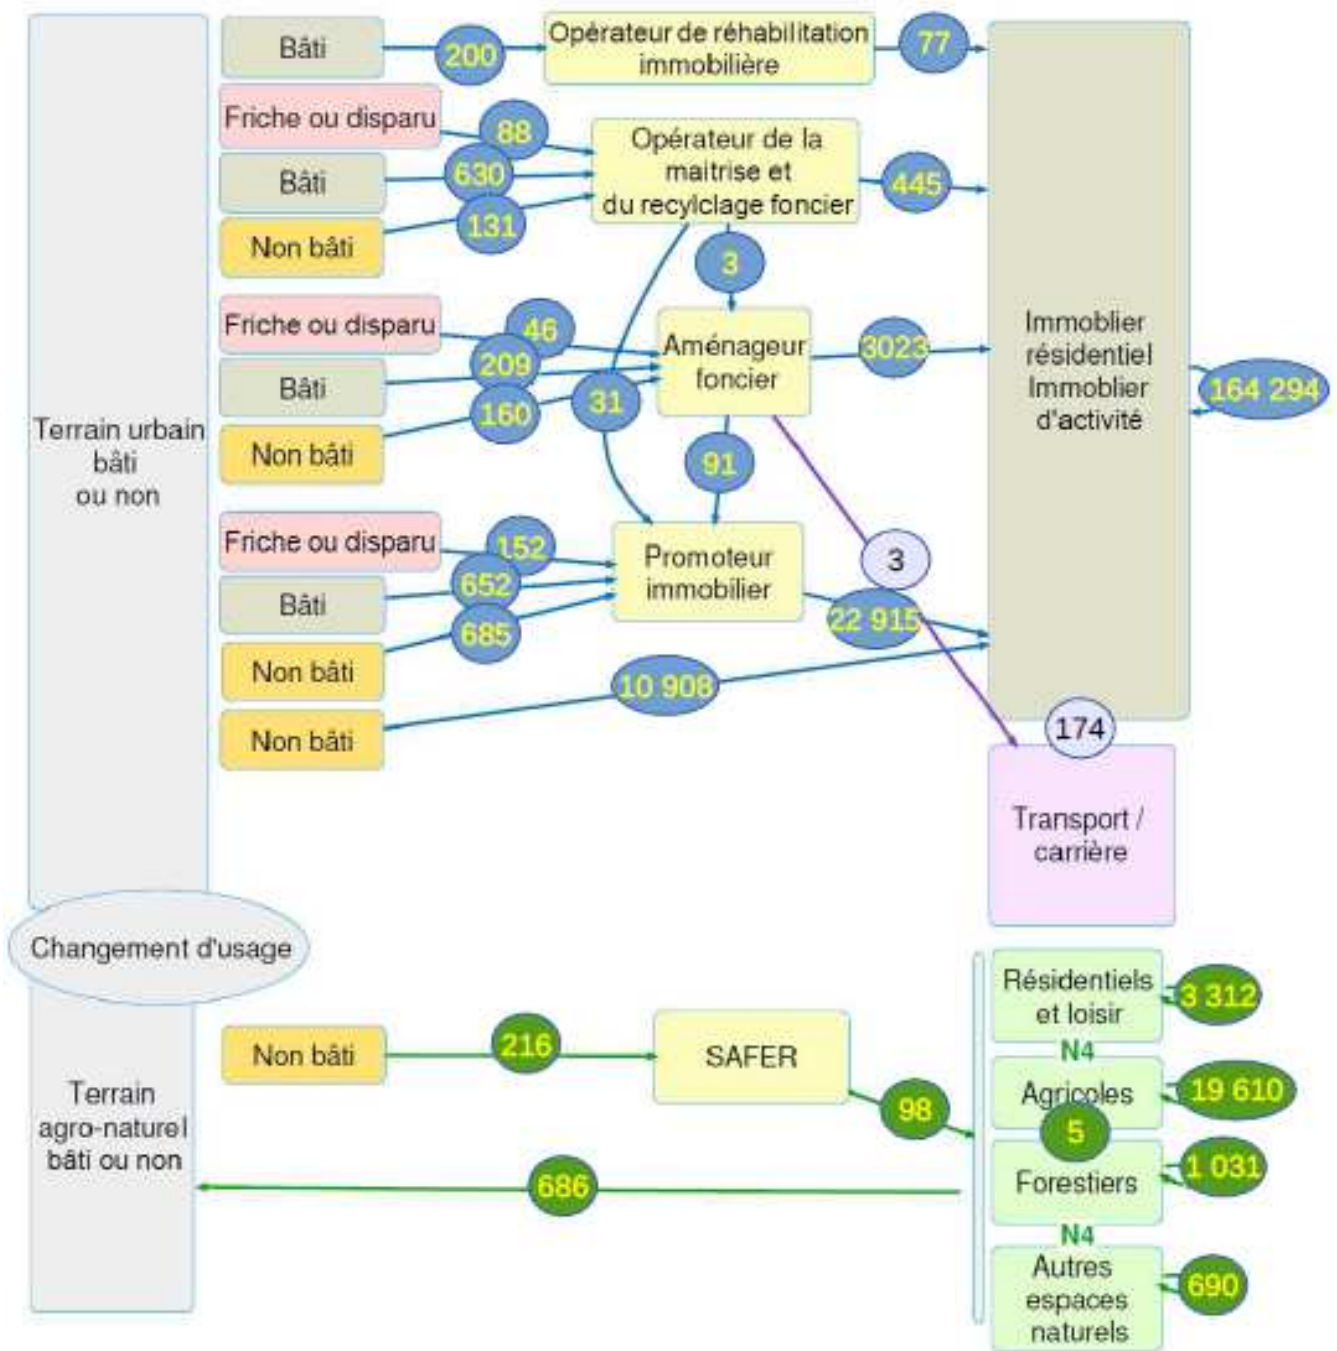 Bâti
200
Opérateur de réhabilitation
immobilière
77
Friche ou disparu
88
Bâti
630
Non bâti
131
Opérateur de la
maitrise et
du recylclage foncier
445
3
Friche ou disparu
46
Bâti
209
Non bâti
160
Aménageur
foncier
3023
31
91
Immoblier
résidentiel
Immoblier
d'activité
164 294
Terrain urbain
bâti
ou non
Friche ou disparu
152
Bâti
652
Non bâti
685
Promoteur
immobilier
3
22 915
Non bâti
10 908
174
Transport /
carrière
Changement d'usage
Terrain
agro-naturel
bâti ou non
Non bâti
216
SAFER
98
686
Résidentiels
et loisir
3 312
N4
Agricoles
19 610
5
Forestiers
1 031
N4
Autres
espaces
naturels
690